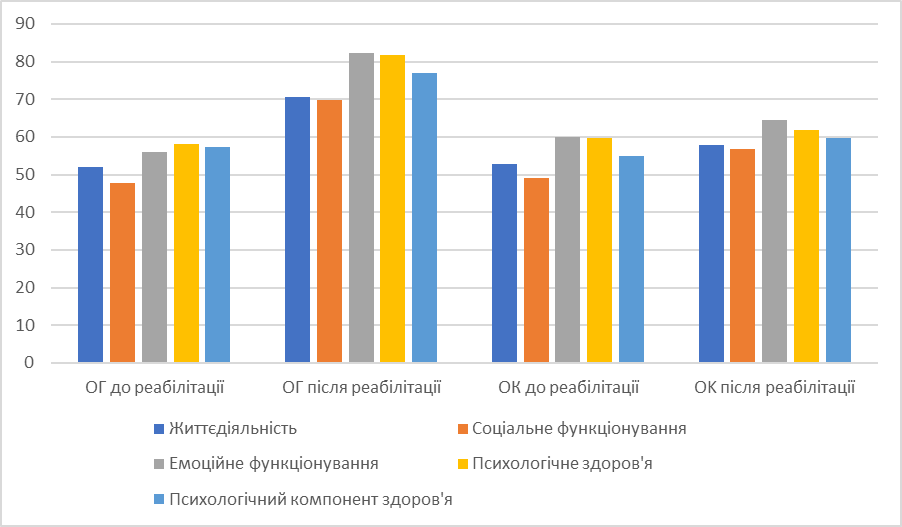 90
80
70
60
50
40
30
20
10
0
ОГ до реабілітації ОГ після реабілітації ОК до реабілітації ОК після реабілітації
Життєдіяльність Соціальне функціонування
Емоційне функціонування Психологічне здоров'я
Психологічний компонент здоров'я